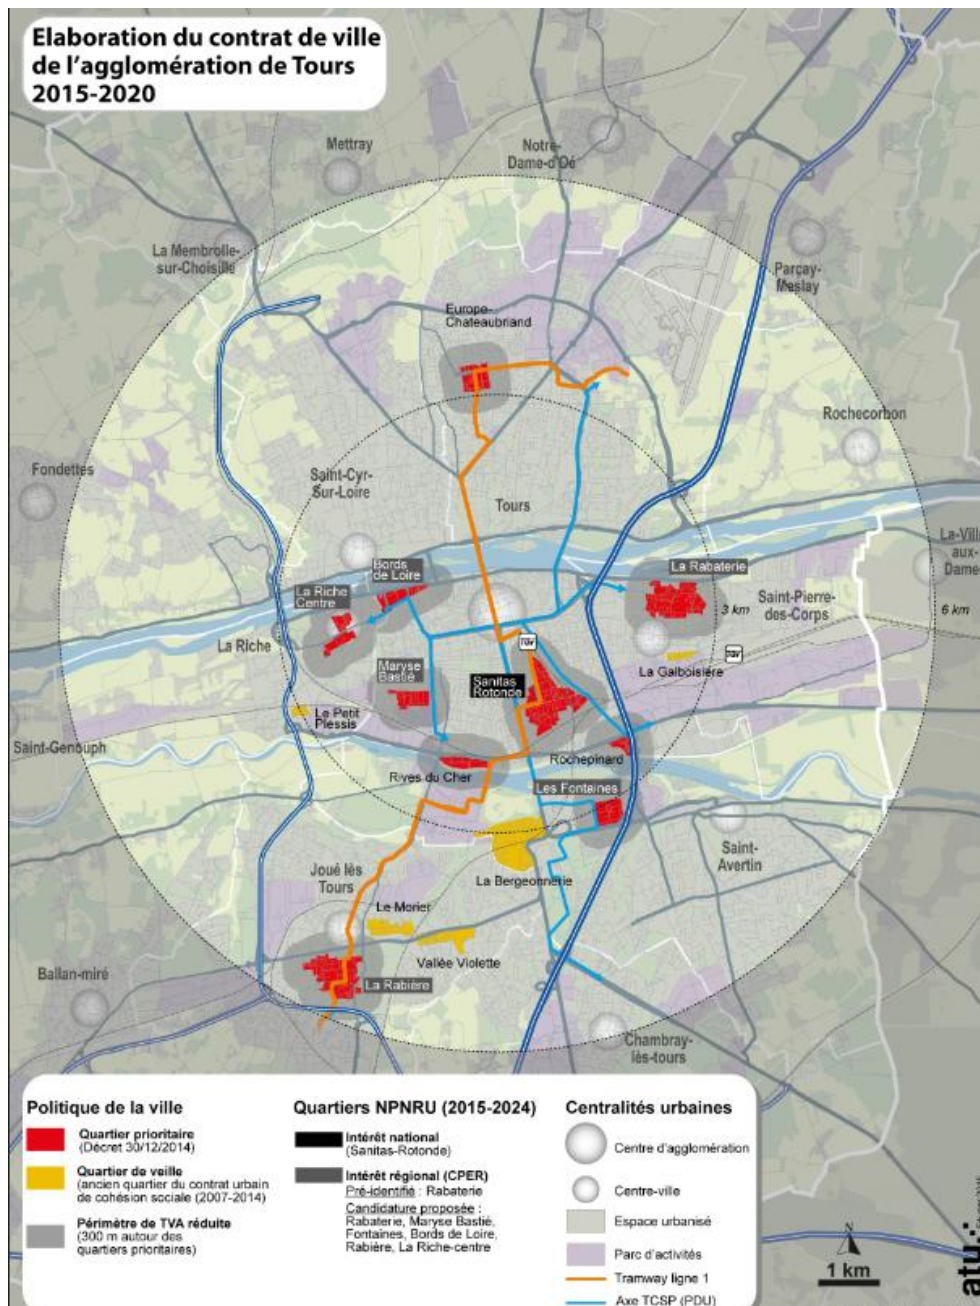 Elaboration du contrat de ville
de l'agglomération de Tours
2015-2020
Mettray
Notre-
Dame-d'Oé
La Membrolle-
sur-Choisille
Parçay-
Meslay
Europe-
Chateaubriand
Rochecorbon
Fondettes
Saint-Cyr-
Sur-Loire
Tours
La-Ville
aux-
Dames
Bords
de Loire
La Rabaterie
La Riche
Centre
Saint-Pierre-
des-Corps
3 km
6 km
La Riche
TGV
TGV
Maryse
Bastié
Sanitas
Rotonde
La Galboisière
Le Petit
Plessis
Saint-Genouph
Rochepinard
Rives du Cher
Les Fontaines
Saint-
Avertin
Joué lès
Tours
La Bergeonnerie
Le Morier
Vallée Violette
Ballan-miré
La Rabière
Chambray-
lès-tours
Politique de la ville
Quartier prioritaire
(Décret 30/12/2014)
Quartier de veille
(ancien quartier du contrat urbain
de cohésion sociale (2007-2014)
Périmètre de TVA réduite
(300 m autour des
quartiers prioritaires)
Quartiers NPNRU (2015-2024)
Intérêt national
(Sanitas-Rotonde)
Intérêt régional (CPER)
Pré-identifié : Rabaterie
Candidature proposée :
Rabaterie, Maryse Bastié,
Fontaines, Bords de Loire,
Rabière, La Riche-centre
Centralités urbaines
Centre d'agglomération
Centre-ville
Espace urbanisé
Parc d'activités
Tramway ligne 1
Axe TCSP (PDU)
N
1 km
atu